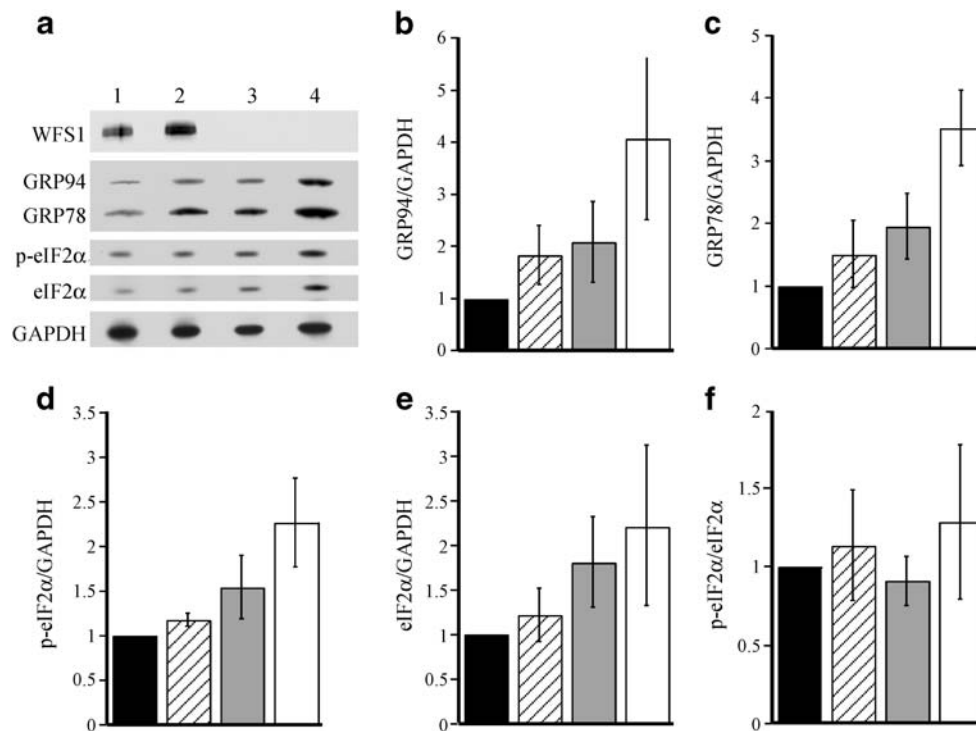 a
1 2 3 4
WFS1
GRP94
GRP78
p-eIF2α
eIF2α
GAPDH
b
GRP94/GAPDH
6
5
4
3
2
1
0
c
GRP78/GAPDH
5
4
3
2
1
0
d
p-eIF2α/GAPDH
3.5
3
2.5
2
1.5
1
0.5
0
e
eIF2α/GAPDH
3.5
3
2.5
2
1.5
1
0.5
0
f
p-eIF2α/eIF2α
2
1.5
1
0.5
0